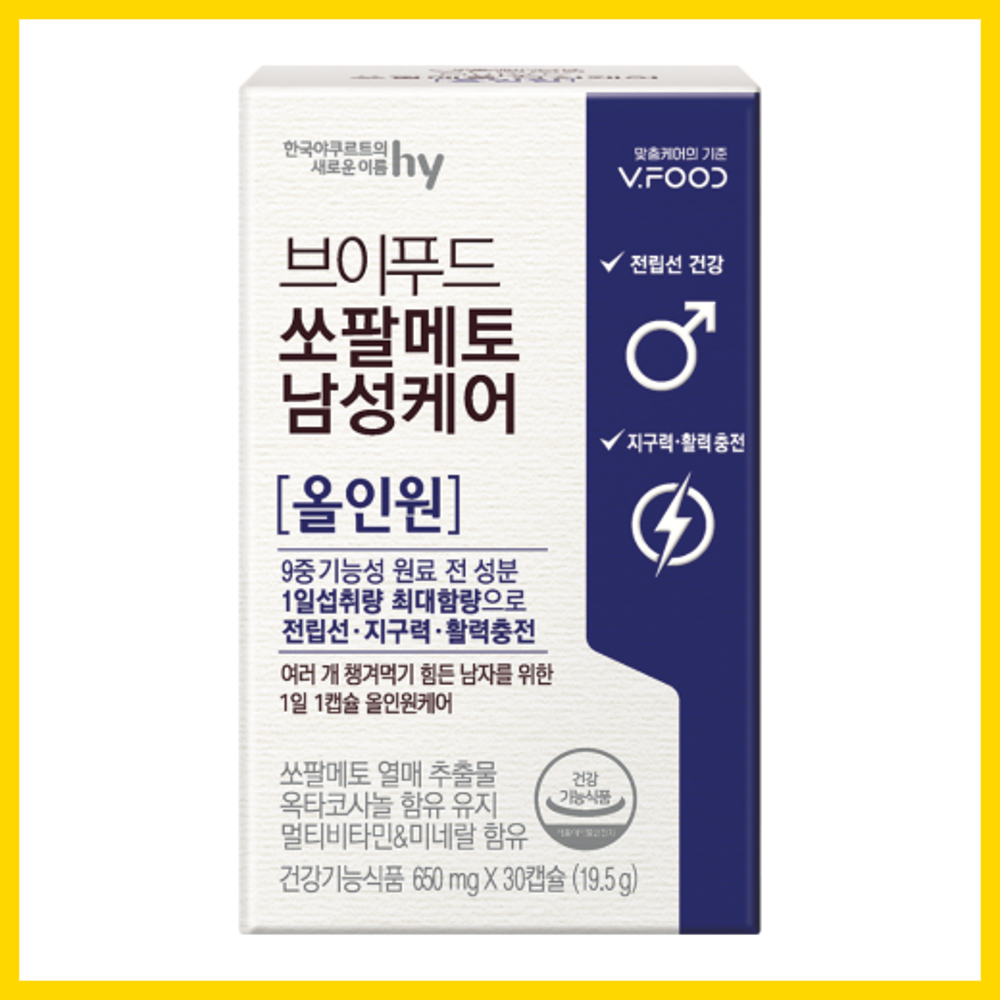 한국야쿠르트의
새로운 이름 hy
맞춤케어의 기준
V.FOOD
브이푸드
쏘팔메토
남성케어
[올인원]
✓ 전립선 건강
✓ 지구력·활력충전
9중 기능성 원료 전 성분
1일섭취량 최대함량으로
전립선·지구력·활력충전
여러 개 챙겨먹기 힘든 남자를 위한
1일 1캡슐 올인원케어
쏘팔메토 열매 추출물
옥타코사놀 함유 유지
멀티비타민&미네랄 함유
건강
기능식품
건강기능식품 650 mg X 30캡슐 (19.5 g)